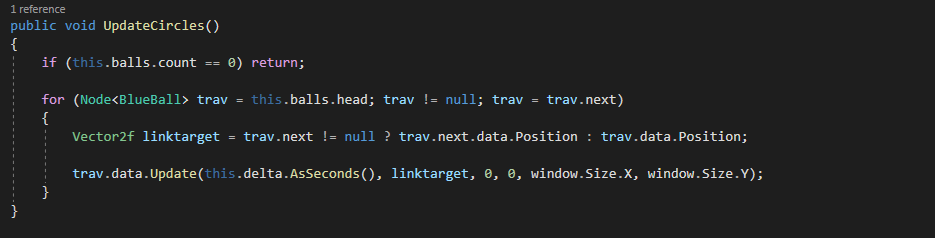 1 reference
public void UpdateCircles()
{
if (this.balls.count == 0) return;
for (Node<BlueBall> trav = this.balls.head; trav != null; trav = trav.next)
{
Vector2f linktarget = trav.next != null ? trav.next.data.Position : trav.data.Position;
trav.data.Update(this.delta.AsSeconds(), linktarget, 0, 0, window.Size.X, window.Size.Y);
}
}